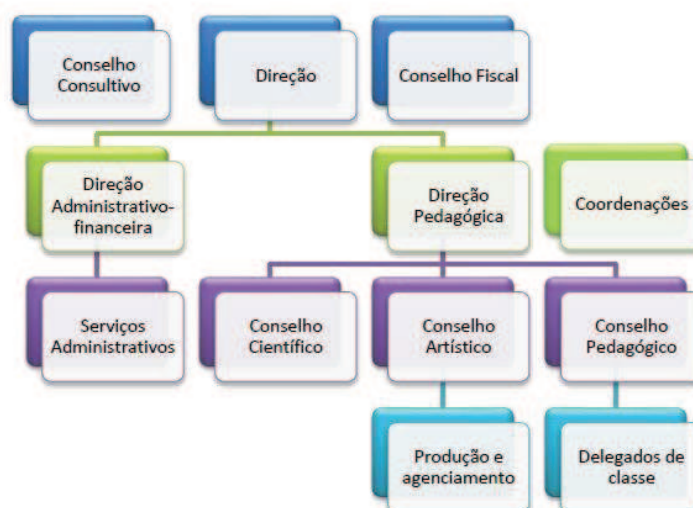 Conselho
Consultivo
Direção
Conselho Fiscal
Direção
Administrativo-
financeira
Direção
Pedagógica
Coordenações
Serviços
Administrativos
Conselho
Científico
Conselho
Artístico
Conselho
Pedagógico
Produção e
agenciamento
Delegados de
classe